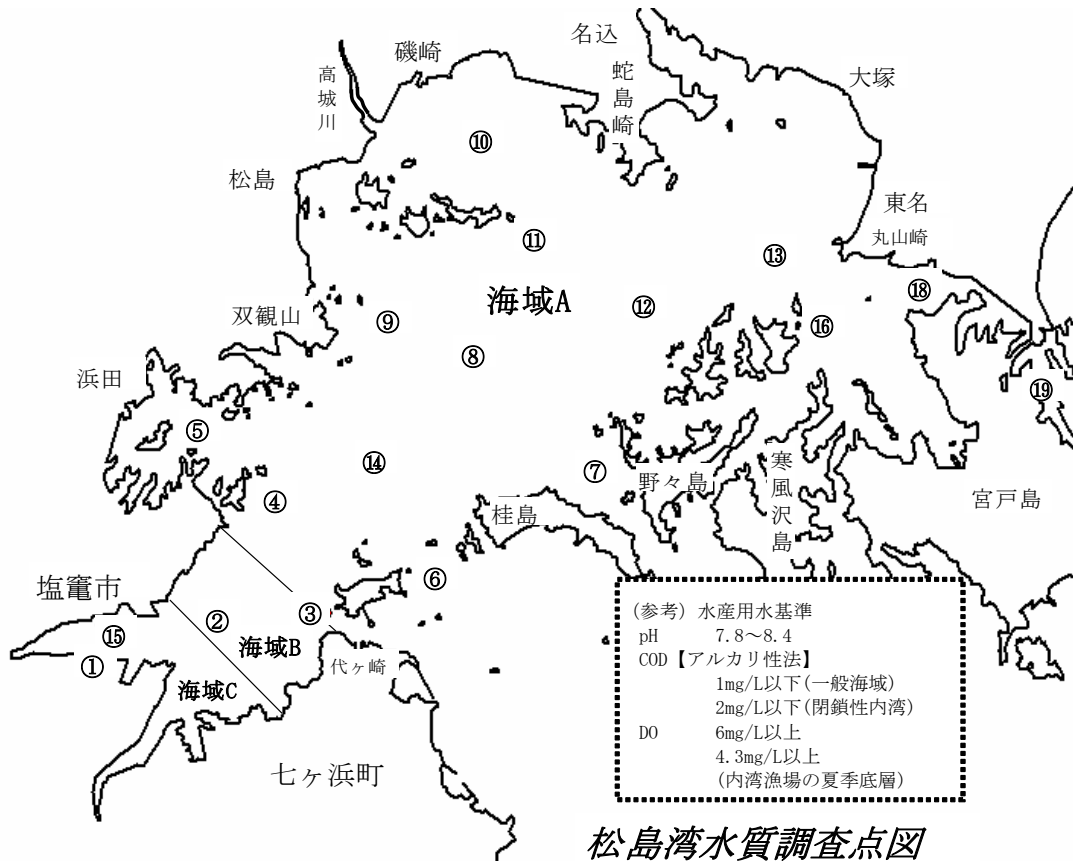 名込
磯崎
高城川
蛇島崎
大塚
⑩
松島
東名
丸山崎
⑪
⑬
⑱
海域A
⑫
双観山
⑨
⑯
⑧
浜田
⑲
⑤
⑭
⑦
野々島
寒風沢島
宮戸島
④
桂島
⑥
塩竈市
②
③
⑮
海域B
①
代ヶ崎
海域C
七ヶ浜町
(参考) 水産用水基準
pH 7.8～8.4
COD【アルカリ性法】
1mg/L以下(一般海域)
2mg/L以下(閉鎖性内湾)
DO 6mg/L以上
4.3mg/L以上
(内湾漁場の夏季底層)
松島湾水質調査点図